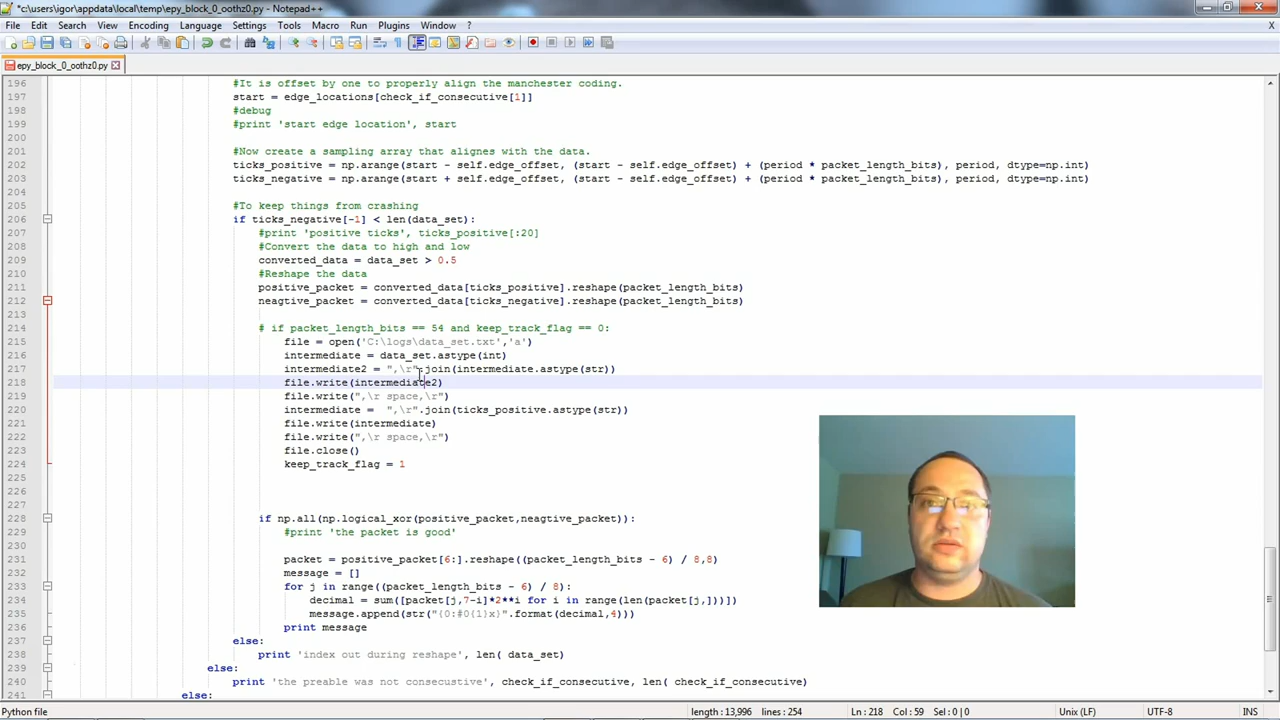 *c:\users\igor\appdata\local\temp\epy_block_0_oothz0.py - Notepad++
File Edit Search View Encoding Language Settings Tools Macro Run Plugins Window ?
X
epy_block_0_oothz0.py
196 #It is offset by one to properly align the manchester coding.
197 start = edge_locations[check_if_consecutive[1]]
198 #debug
199 #print 'start edge location', start
200
201 #Now create a sampling array that aligns with the data.
202 ticks_positive = np.arange(start - self.edge_offset, (start - self.edge_offset) + (period * packet_length_bits), period, dtype=np.int)
203 ticks_negative = np.arange(start + self.edge_offset, (start - self.edge_offset) + (period * packet_length_bits), period, dtype=np.int)
204
205 #To keep things from crashing
206 if ticks_negative[-1] < len(data_set):
207 #print 'positive ticks', ticks_positive[:20]
208 #Convert the data to high and low
209 converted_data = data_set > 0.5
210 #Reshape the data
211 positive_packet = converted_data[ticks_positive].reshape(packet_length_bits)
212 neagtive_packet = converted_data[ticks_negative].reshape(packet_length_bits)
213
214 # if packet_length_bits == 54 and keep_track_flag == 0:
215 file = open('C:\logs\data_set.txt','a')
216 intermediate = data_set.astype(int)
217 intermediate2 = ",\r".join(intermediate.astype(str))
218 file.write(intermediate2)
219 file.write(",\r space,\r")
220 intermediate = ",\r".join(ticks_positive.astype(str))
221 file.write(intermediate)
222 file.write(",\r space,\r")
223 file.close()
224 keep_track_flag = 1
225
226
227
228 if np.all(np.logical_xor(positive_packet,neagtive_packet)):
229 #print 'the packet is good'
230
231 packet = positive_packet[6:].reshape((packet_length_bits - 6) / 8,8)
232 message = []
233 for j in range((packet_length_bits - 6) / 8):
234 decimal = sum([packet[j,7-i]*2**i for i in range(len(packet[j,]))])
235 message.append(str("{0:#0{1}x}".format(decimal,4)))
236 print message
237 else:
238 print 'index out during reshape', len( data_set)
239 else:
240 print 'the preable was not consecustive', check_if_consecutive, len( check_if_consecutive)
241 else:
Python file length : 13,996 lines : 254 Ln : 218 Col : 59 Sel : 0 | 0 Unix (LF) UTF-8 INS